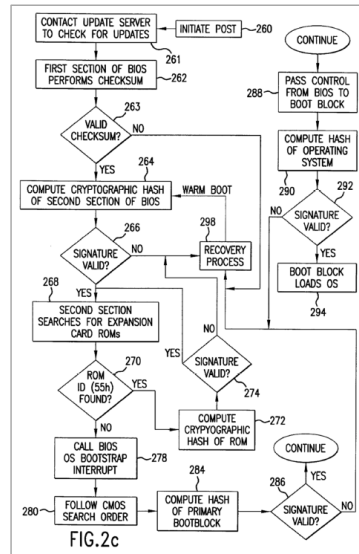 CONTACT UPDATE SERVER
TO CHECK FOR UPDATES
INITIATE POST
260
261
FIRST SECTION OF BIOS
PERFORMS CHECKSUM
262
263
VALID
CHECKSUM?
NO
YES
264
COMPUTE CRYPTOGRAPHIC HASH
OF SECOND SECTION OF BIOS
WARM BOOT
266
SIGNATURE
VALID?
NO
298
RECOVERY
PROCESS
YES
268
SECOND SECTION
SEARCHES FOR EXPANSION
CARD ROMs
NO
YES
SIGNATURE
VALID?
274
270
ROM
ID (55h)
FOUND?
YES
COMPUTE
CRYPYOGRAPHIC
HASH OF ROM
272
NO
CALL BIOS
OS BOOTSTRAP
INTERRUPT
278
280
FOLLOW CMOS
SEARCH ORDER
284
COMPUTE HASH
OF PRIMARY
BOOTBLOCK
286
SIGNATURE
VALID?
YES
NO
CONTINUE
CONTINUE
288
PASS CONTROL
FROM BIOS TO
BOOT BLOCK
COMPUTE HASH
OF OPERATING
SYSTEM
290
292
NO
SIGNATURE
VALID?
YES
BOOT BLOCK
LOADS OS
294
FIG.2c